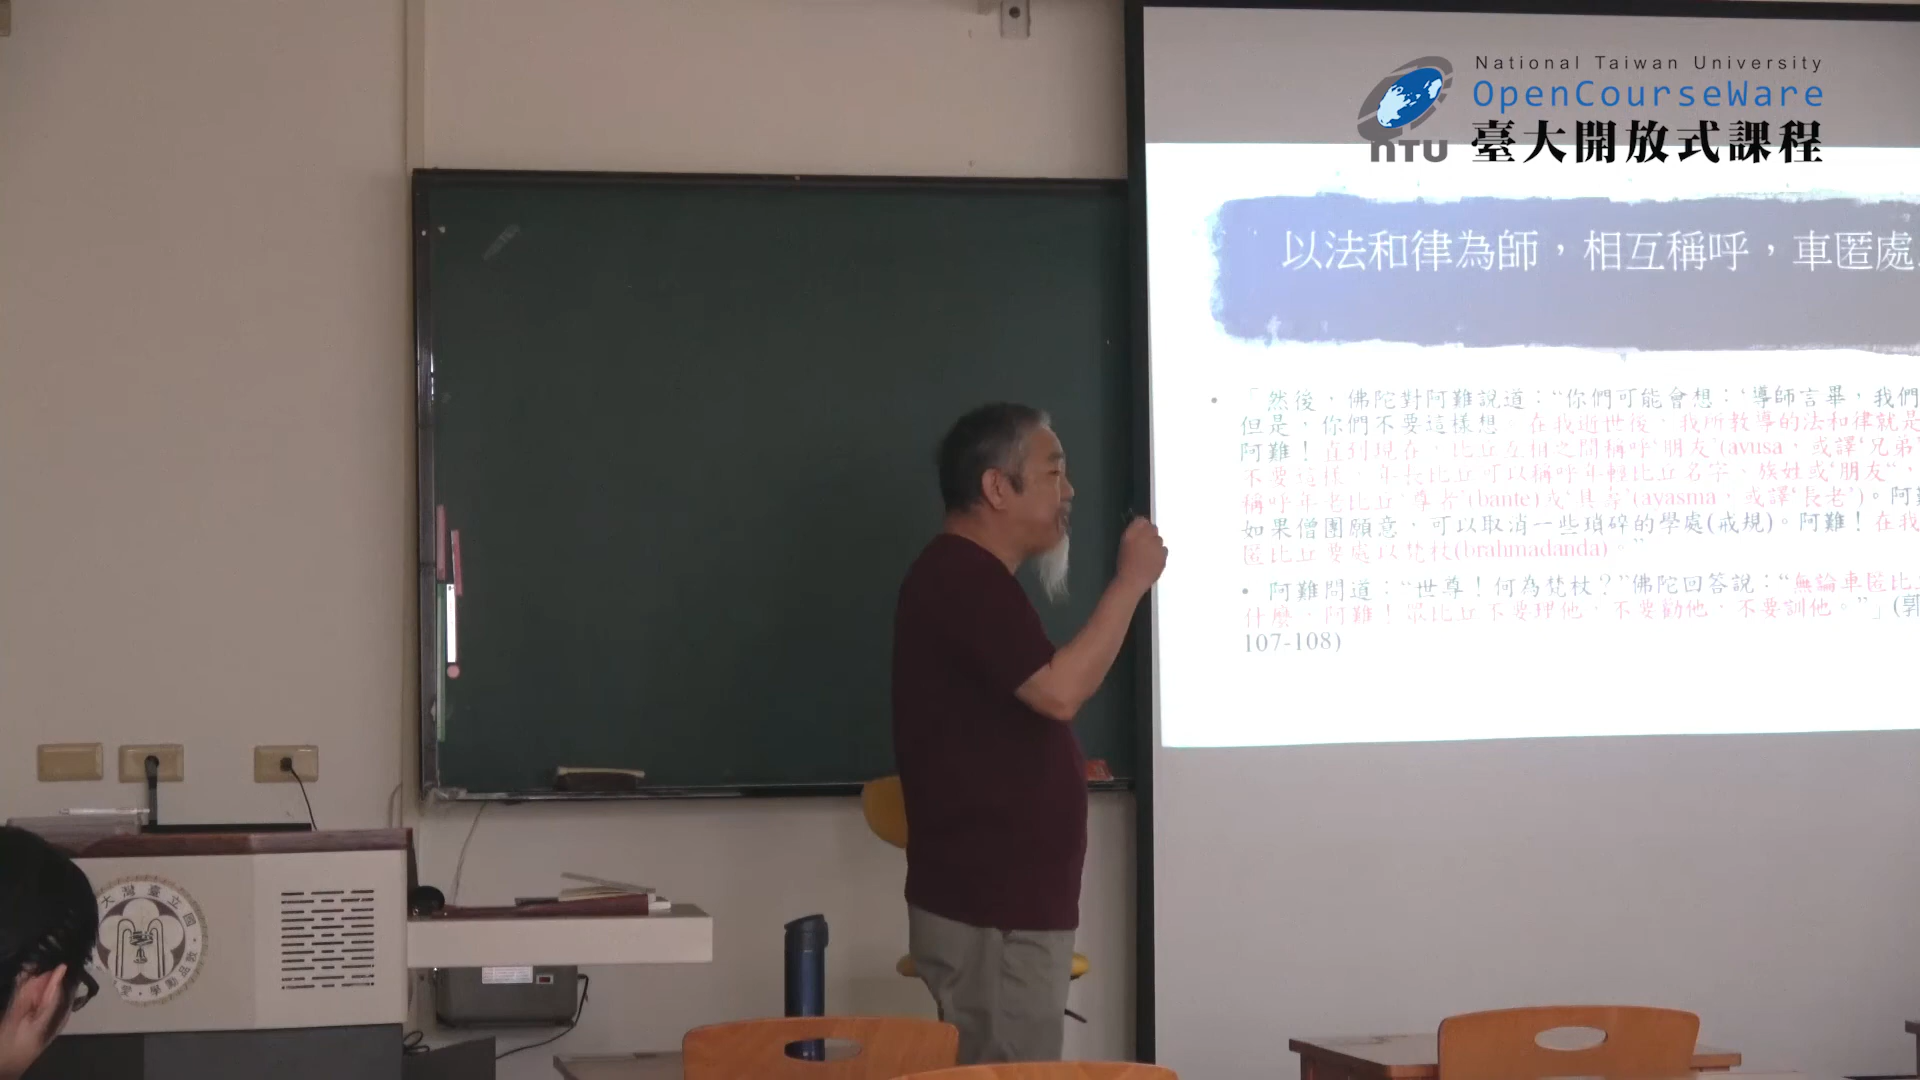 National Taiwan University
OpenCourseWare
NTU 臺大開放式課程
以法和律為師，相互稱呼，車匿處
• 「然後，佛陀對阿難說道：“你們可能會想：‘導師言畢，我們
但是，你們不要這樣想。在我逝世後，我所教導的法和律就是
阿難！直到現在，比丘互相之間稱呼‘朋友’(avusa，或譯‘兄弟’
不要這樣，年長比丘可以稱呼年輕比丘名字、族姓或‘朋友“，
稱呼年老比丘‘尊者’(bante)或‘具壽’(ayasma，或譯‘長老’)。阿
如果僧團願意，可以取消一些瑣碎的學處(戒規)。阿難！在我
匿比丘要處以梵杖(brahmadanda)。”
• 阿難問道：“世尊！何為梵杖？”佛陀回答說：“無論車匿比
什麼，阿難！眾比丘不要理他，不要勸他，不要訓他。”」(郭
107-108)